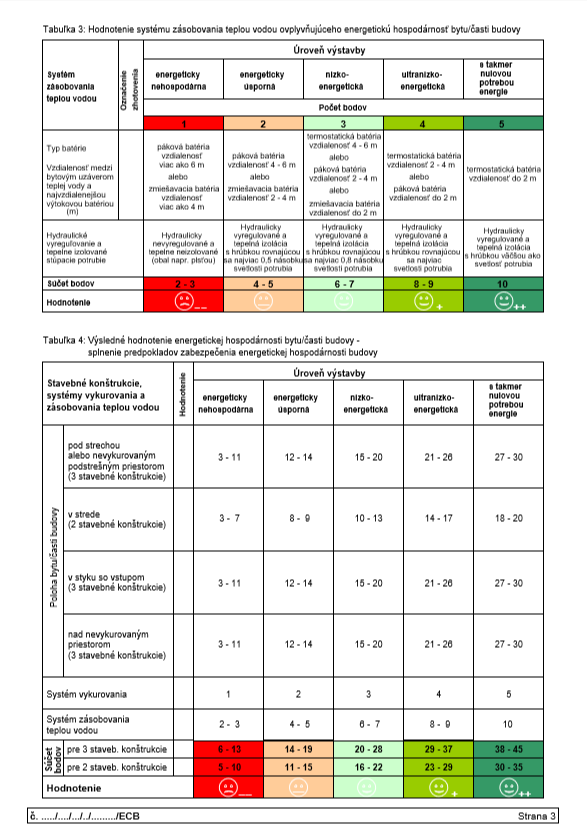 Tabuľka 3: Hodnotenie systému zásobovania teplou vodou ovplyvňujúceho energetickú hospodárnosť bytu/časti budovy
Systém
zásobovania
teplou vodou
Označenie
zhotovenia
Úroveň výstavby
energeticky
nehospodárna
energeticky
úsporná
nízko-
energetická
ultranízko-
energetická
s takmer
nulovou
potrebou
energie
Počet bodov
1 2 3 4 5
Typ batérie
Vzdialenosť medzi
bytovým uzáverom
teplej vody a
najvzdialenejšou
výtokovou batériou
(m)
páková batéria
vzdialenosť
viac ako 6 m
alebo
zmiešavacia batéria
vzdialenosť
viac ako 4 m
páková batéria
vzdialenosť 4 - 6 m
alebo
zmiešavacia batéria
vzdialenosť 2 - 4 m
termostatická batéria
vzdialenosť 4 - 6 m
alebo
páková batéria
vzdialenosť 2 - 4 m
alebo
zmiešavacia batéria
vzdialenosť do 2 m
termostatická batéria
vzdialenosť 2 - 4 m
alebo
páková batéria
vzdialenosť do 2 m
termostatická batéria
vzdialenosť do 2 m
Hydraulické
vyregulovanie a
tepelne izolované
stúpacie potrubie
Hydraulicky
nevyregulované a
tepelne neizolované
(obal napr. plsťou)
Hydraulicky
vyregulované a
tepelná izolácia
s hrúbkou rovnajúcou
sa najviac 0,5 násobku
svetlosti potrubia
Hydraulicky
vyregulované a
tepelná izolácia
s hrúbkou rovnajúcou
sa najviac 0,8 násobku
svetlosti potrubia
Hydraulicky
vyregulované a
tepelná izolácia
s hrúbkou rovnajúcou
sa najviac
svetlosti potrubia
Hydraulicky
vyregulované a
tepelná izolácia
s hrúbkou väčšou ako
svetlosť potrubia
Súčet bodov 2 - 3 4 - 5 6 - 7 8 - 9 10
Hodnotenie -- + ++
Tabuľka 4: Výsledné hodnotenie energetickej hospodárnosti bytu/časti budovy -
splnenie predpokladov zabezpečenia energetickej hospodárnosti budovy
Stavebné konštrukcie,
systémy vykurovania a
zásobovania teplou vodou
Hodnotenie
Úroveň výstavby
energeticky
nehospodárna
energeticky
úsporná
nízko-
energetická
ultranízko-
energetická
s takmer
nulovou
potrebou
energie
Poloha bytu/časti budovy
pod strechou
alebo nevykurovaným
podstrešným priestorom
(3 stavebné konštrukcie)
3 - 11 12 - 14 15 - 20 21 - 26 27 - 30
v strede
(2 stavebné konštrukcie)
3 - 7 8 - 9 10 - 13 14 - 17 18 - 20
v styku so vstupom
(3 stavebné konštrukcie)
3 - 11 12 - 14 15 - 20 21 - 26 27 - 30
nad nevykurovaným
priestorom
(3 stavebné konštrukcie)
3 - 11 12 - 14 15 - 20 21 - 26 27 - 30
Systém vykurovania 1 2 3 4 5
Systém zásobovania
teplou vodou
2 - 3 4 - 5 6 - 7 8 - 9 10
Súčet
bodov
pre 3 staveb. konštrukcie 6 - 13 14 - 19 20 - 28 29 - 37 38 - 45
pre 2 staveb. konštrukcie 5 - 10 11 - 15 16 - 22 23 - 29 30 - 35
Hodnotenie -- + ++
č. ...../..../.../../........./ECB Strana 3